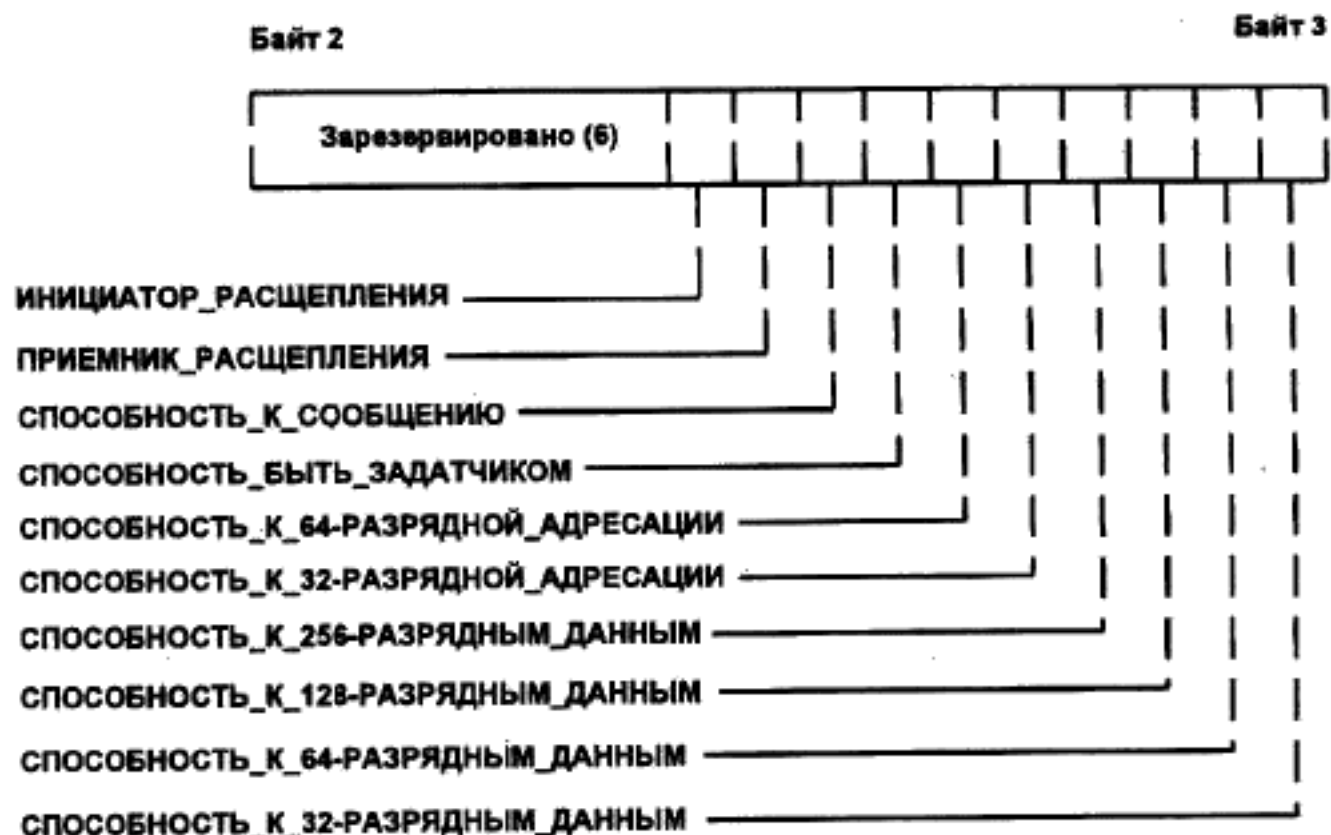 Байт 2
Байт 3
Зарезервировано (6)
ИНИЦИАТОР_РАСЩЕПЛЕНИЯ
ПРИЕМНИК_РАСЩЕПЛЕНИЯ
СПОСОБНОСТЬ_К_СООБЩЕНИЮ
СПОСОБНОСТЬ_БЫТЬ_ЗАДАТЧИКОМ
СПОСОБНОСТЬ_К_64-РАЗРЯДНОЙ_АДРЕСАЦИИ
СПОСОБНОСТЬ_К_32-РАЗРЯДНОЙ_АДРЕСАЦИИ
СПОСОБНОСТЬ_К_256-РАЗРЯДНЫМ_ДАННЫМ
СПОСОБНОСТЬ_К_128-РАЗРЯДНЫМ_ДАННЫМ
СПОСОБНОСТЬ_К_64-РАЗРЯДНЫМ_ДАННЫМ
СПОСОБНОСТЬ_К_32-РАЗРЯДНЫМ_ДАННЫМ